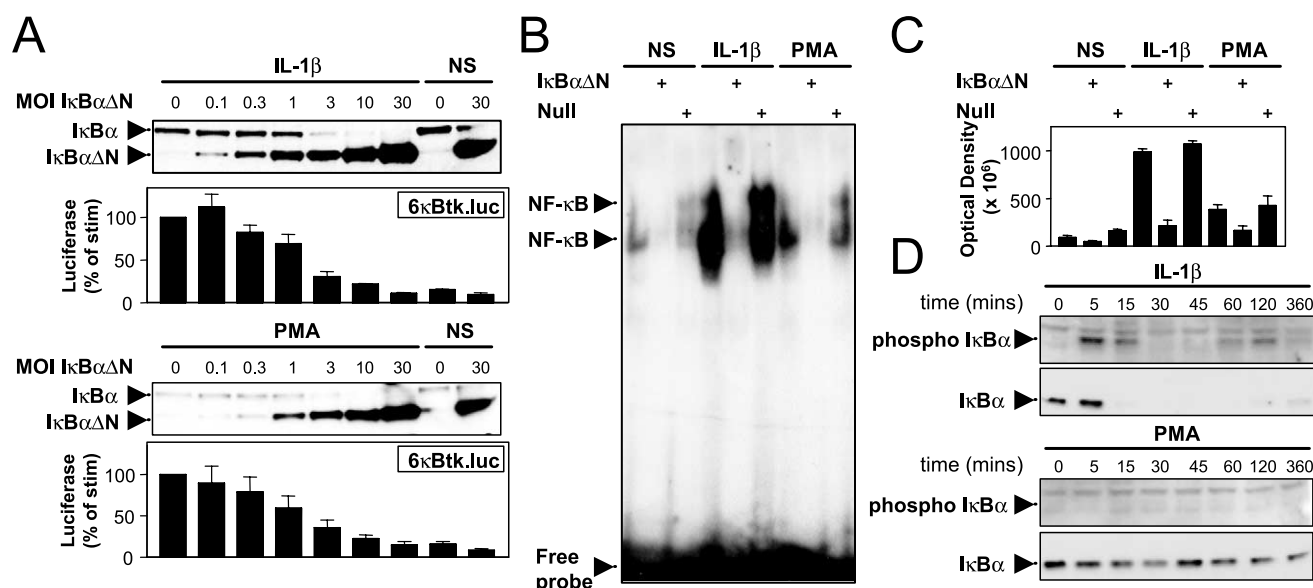 A
IL-1β NS
MOI IκBαΔN 0 0.1 0.3 1 3 10 30 0 30
IκBα
IκBαΔN
6κBtk.luc
Luciferase
(% of stim)
100
50
0
PMA NS
MOI IκBαΔN 0 0.1 0.3 1 3 10 30 0 30
IκBα
IκBαΔN
6κBtk.luc
Luciferase
(% of stim)
100
50
0
B
NS IL-1β PMA
IκBαΔN + + +
Null + + +
NF-κB
NF-κB
Free
probe
C
NS IL-1β PMA
IκBαΔN + + +
Null + + +
Optical Density
(x 10⁶)
1000
500
0
D
IL-1β
time (mins) 0 5 15 30 45 60 120 360
phospho IκBα
IκBα
PMA
time (mins) 0 5 15 30 45 60 120 360
phospho IκBα
IκBα